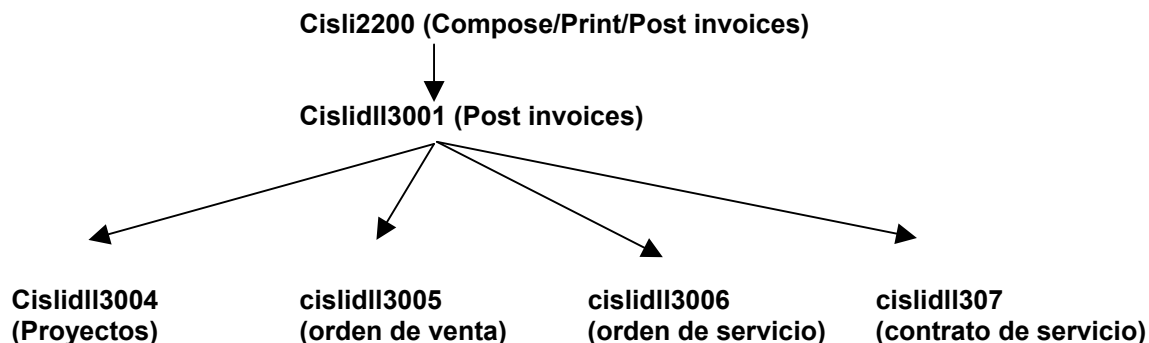 Cisli2200 (Compose/Print/Post invoices)
Cislidll3001 (Post invoices)
Cislidll3004 cislidll3005 cislidll3006 cislidll307
(Proyectos) (orden de venta) (orden de servicio) (contrato de servicio)